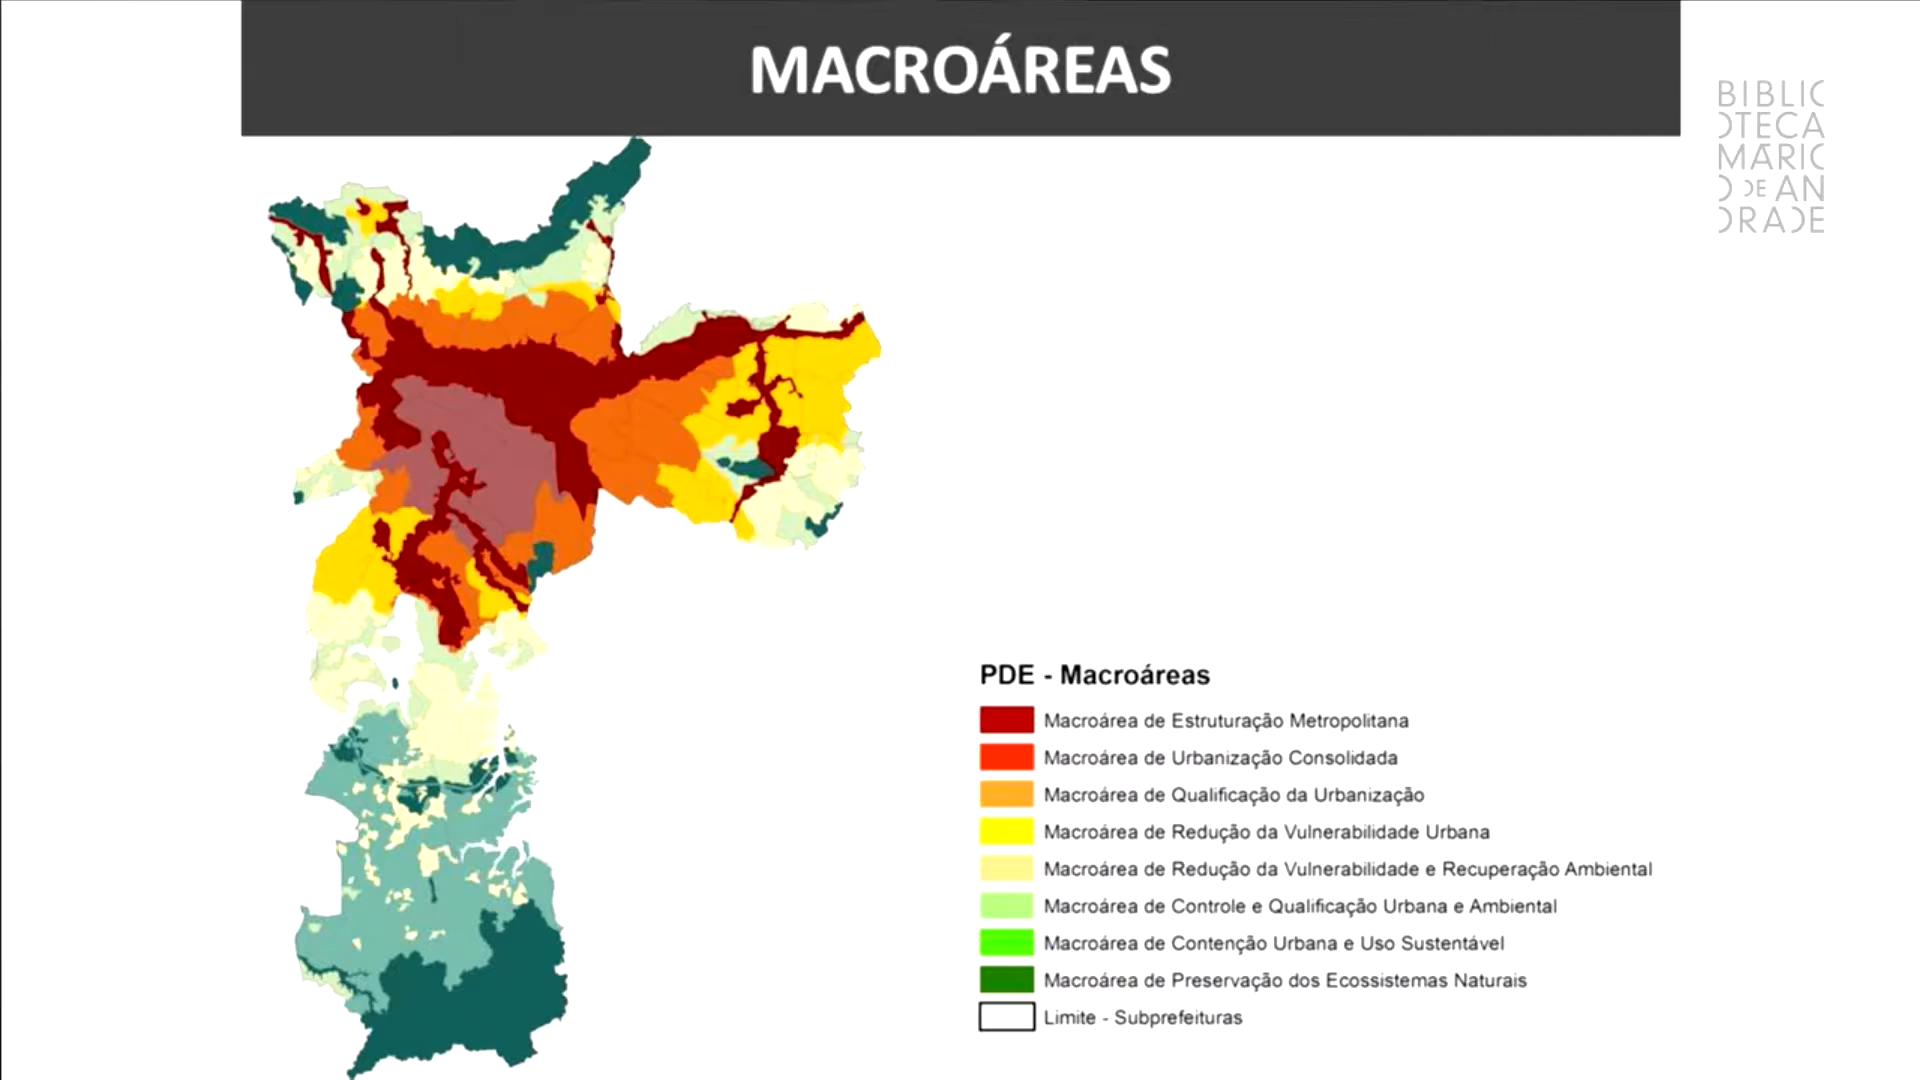 MACROÁREAS
BIBLIO
OTECA
MÁRIO
O DE AN
DRADE
PDE - Macroáreas
Macroárea de Estruturação Metropolitana
Macroárea de Urbanização Consolidada
Macroárea de Qualificação da Urbanização
Macroárea de Redução da Vulnerabilidade Urbana
Macroárea de Redução da Vulnerabilidade e Recuperação Ambiental
Macroárea de Controle e Qualificação Urbana e Ambiental
Macroárea de Contenção Urbana e Uso Sustentável
Macroárea de Preservação dos Ecossistemas Naturais
Limite - Subprefeituras